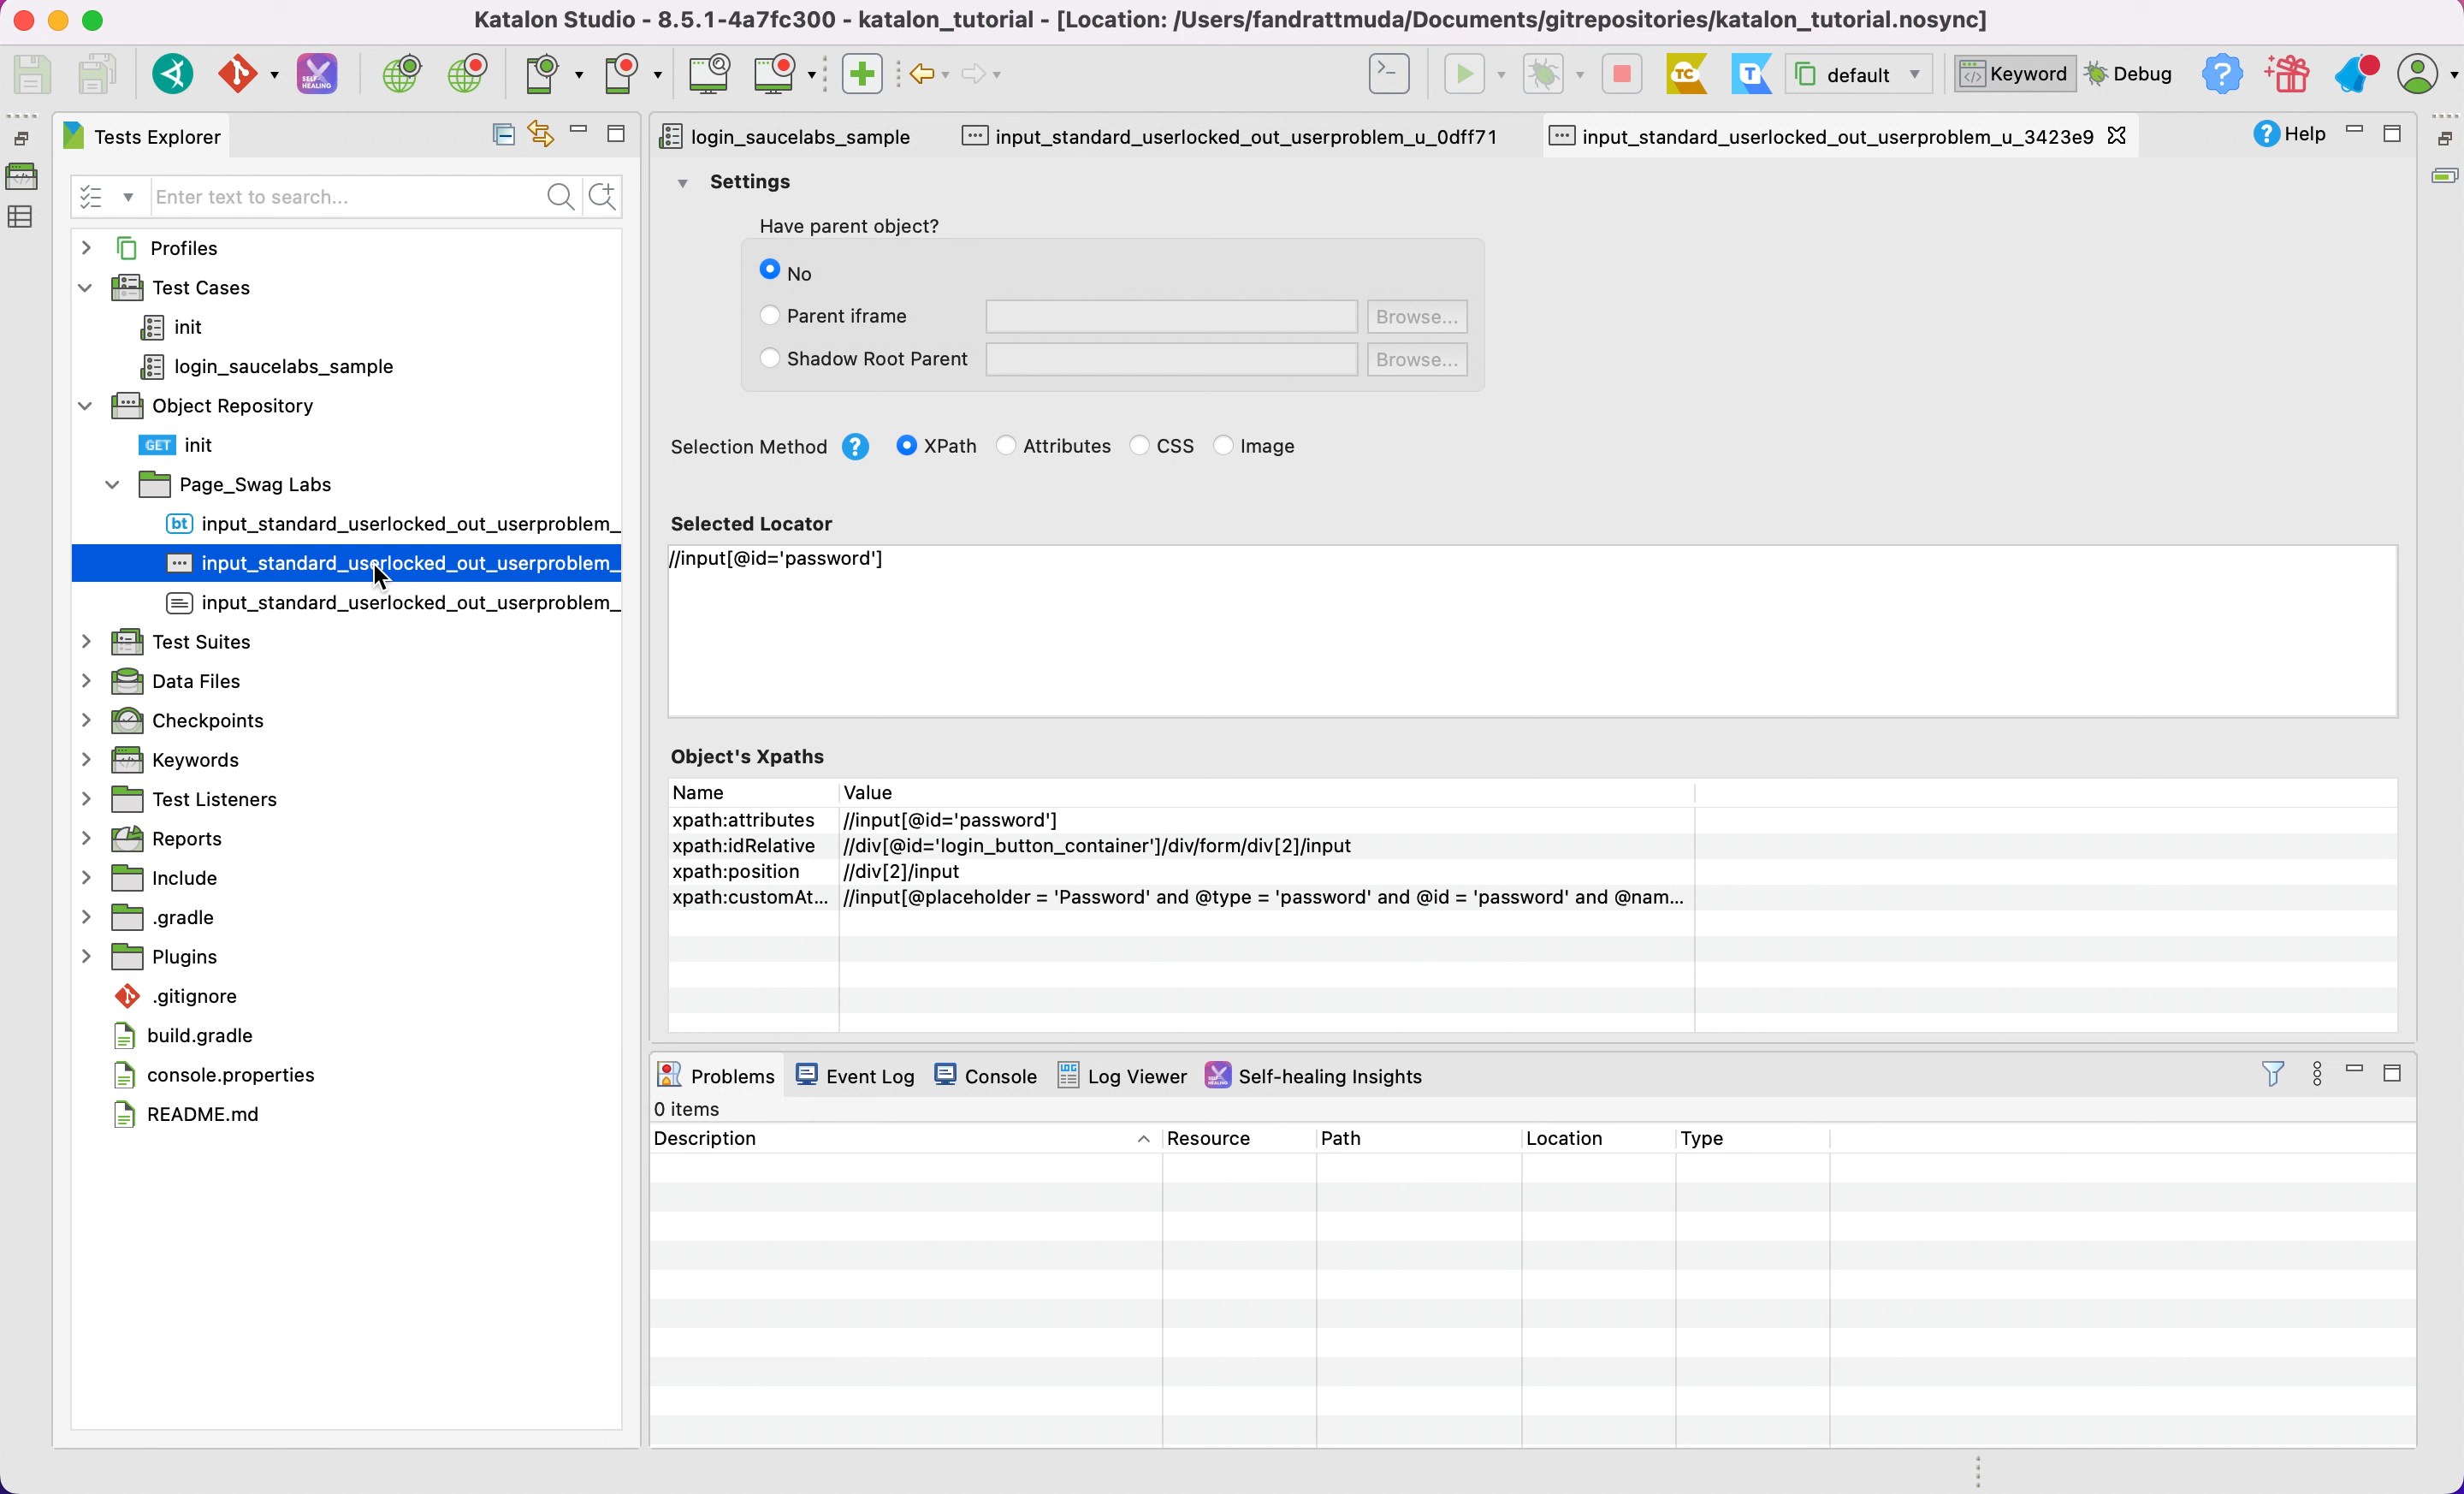 Katalon Studio - 8.5.1-4a7fc300 - katalon_tutorial - [Location: /Users/fandrattmuda/Documents/gitrepositories/katalon_tutorial.nosync]
SELF HEALING
TC
T
default
Keyword
Debug
Tests Explorer
Enter text to search...
Profiles
Test Cases
init
login_saucelabs_sample
Object Repository
GET init
Page_Swag Labs
bt input_standard_userlocked_out_userproblem_
input_standard_userlocked_out_userproblem_
input_standard_userlocked_out_userproblem_
Test Suites
Data Files
Checkpoints
Keywords
Test Listeners
Reports
Include
.gradle
Plugins
.gitignore
build.gradle
console.properties
README.md
login_saucelabs_sample
input_standard_userlocked_out_userproblem_u_0dff71
input_standard_userlocked_out_userproblem_u_3423e9
Help
Settings
Have parent object?
No
Parent iframe
Browse...
Shadow Root Parent
Browse...
Selection Method ? XPath Attributes CSS Image
Selected Locator
//input[@id='password']
Object's Xpaths
Name Value
xpath:attributes //input[@id='password']
xpath:idRelative //div[@id='login_button_container']/div/form/div[2]/input
xpath:position //div[2]/input
xpath:customAt... //input[@placeholder = 'Password' and @type = 'password' and @id = 'password' and @nam...
Problems Event Log Console Log Viewer Self-healing Insights
0 items
Description Resource Path Location Type